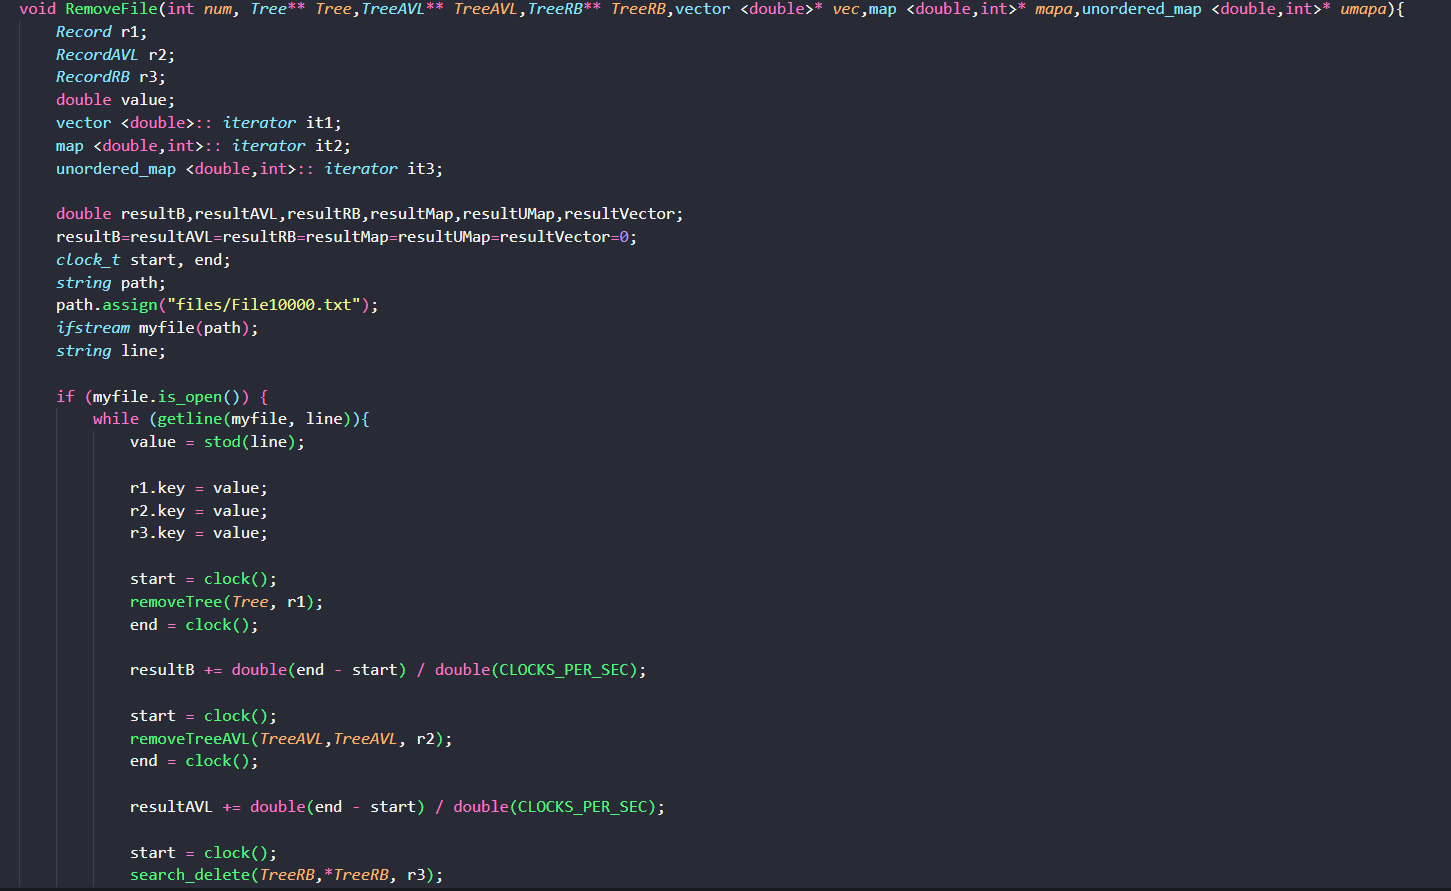 void RemoveFile(int num, Tree** Tree,TreeAVL** TreeAVL,TreeRB** TreeRB,vector <double>* vec,map <double,int>* mapa,unordered_map <double,int>* umapa){
Record r1;
RecordAVL r2;
RecordRB r3;
double value;
vector <double>:: iterator it1;
map <double,int>:: iterator it2;
unordered_map <double,int>:: iterator it3;
double resultB,resultAVL,resultRB,resultMap,resultUMap,resultVector;
resultB=resultAVL=resultRB=resultMap=resultUMap=resultVector=0;
clock_t start, end;
string path;
path.assign("files/File10000.txt");
ifstream myfile(path);
string line;
if (myfile.is_open()) {
while (getline(myfile, line)){
value = stod(line);
r1.key = value;
r2.key = value;
r3.key = value;
start = clock();
removeTree(Tree, r1);
end = clock();
resultB += double(end - start) / double(CLOCKS_PER_SEC);
start = clock();
removeTreeAVL(TreeAVL,TreeAVL, r2);
end = clock();
resultAVL += double(end - start) / double(CLOCKS_PER_SEC);
start = clock();
search_delete(TreeRB,*TreeRB, r3);